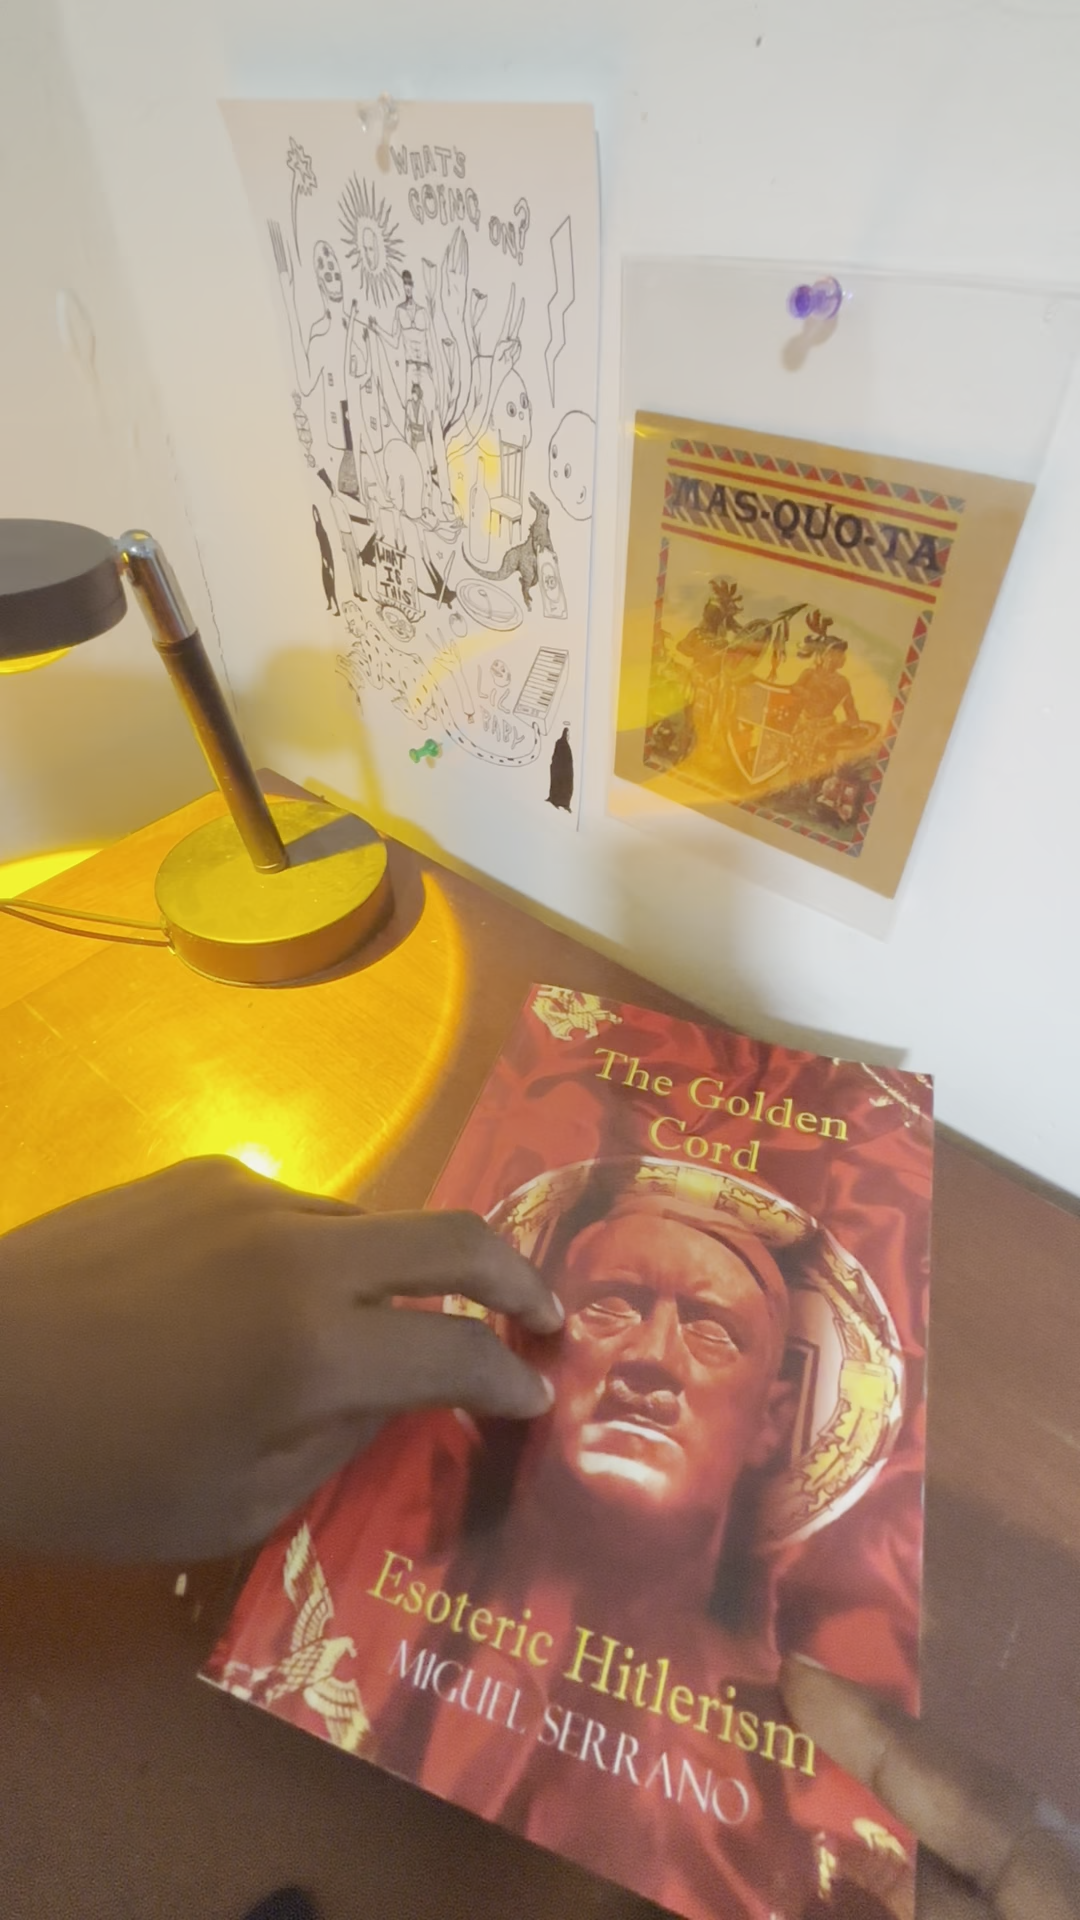 WHAT'S
GOING ON?
WHAT
IS
THIS
LIL
BABY
MAS-QUO-TA
The Golden
Cord
Esoteric Hitlerism
MIGUEL SERRANO